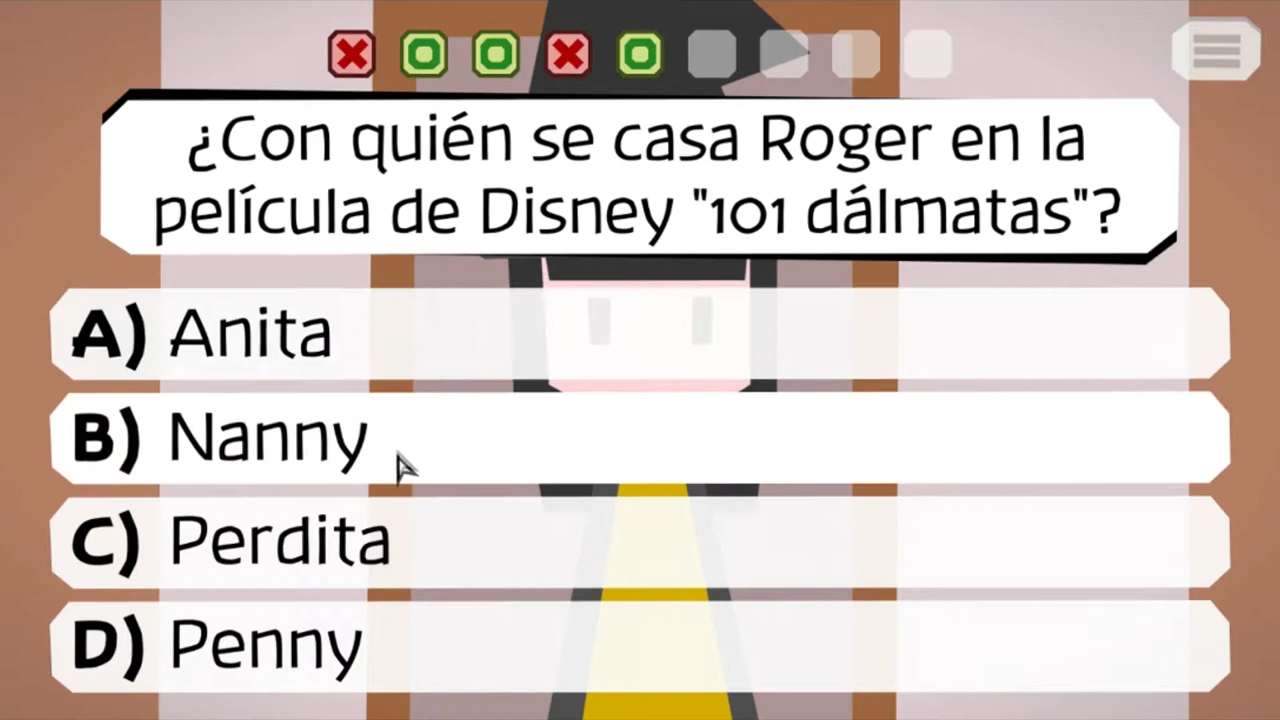 ¿Con quién se casa Roger en la
película de Disney "101 dálmatas"?
A) Anita
B) Nanny
C) Perdita
D) Penny